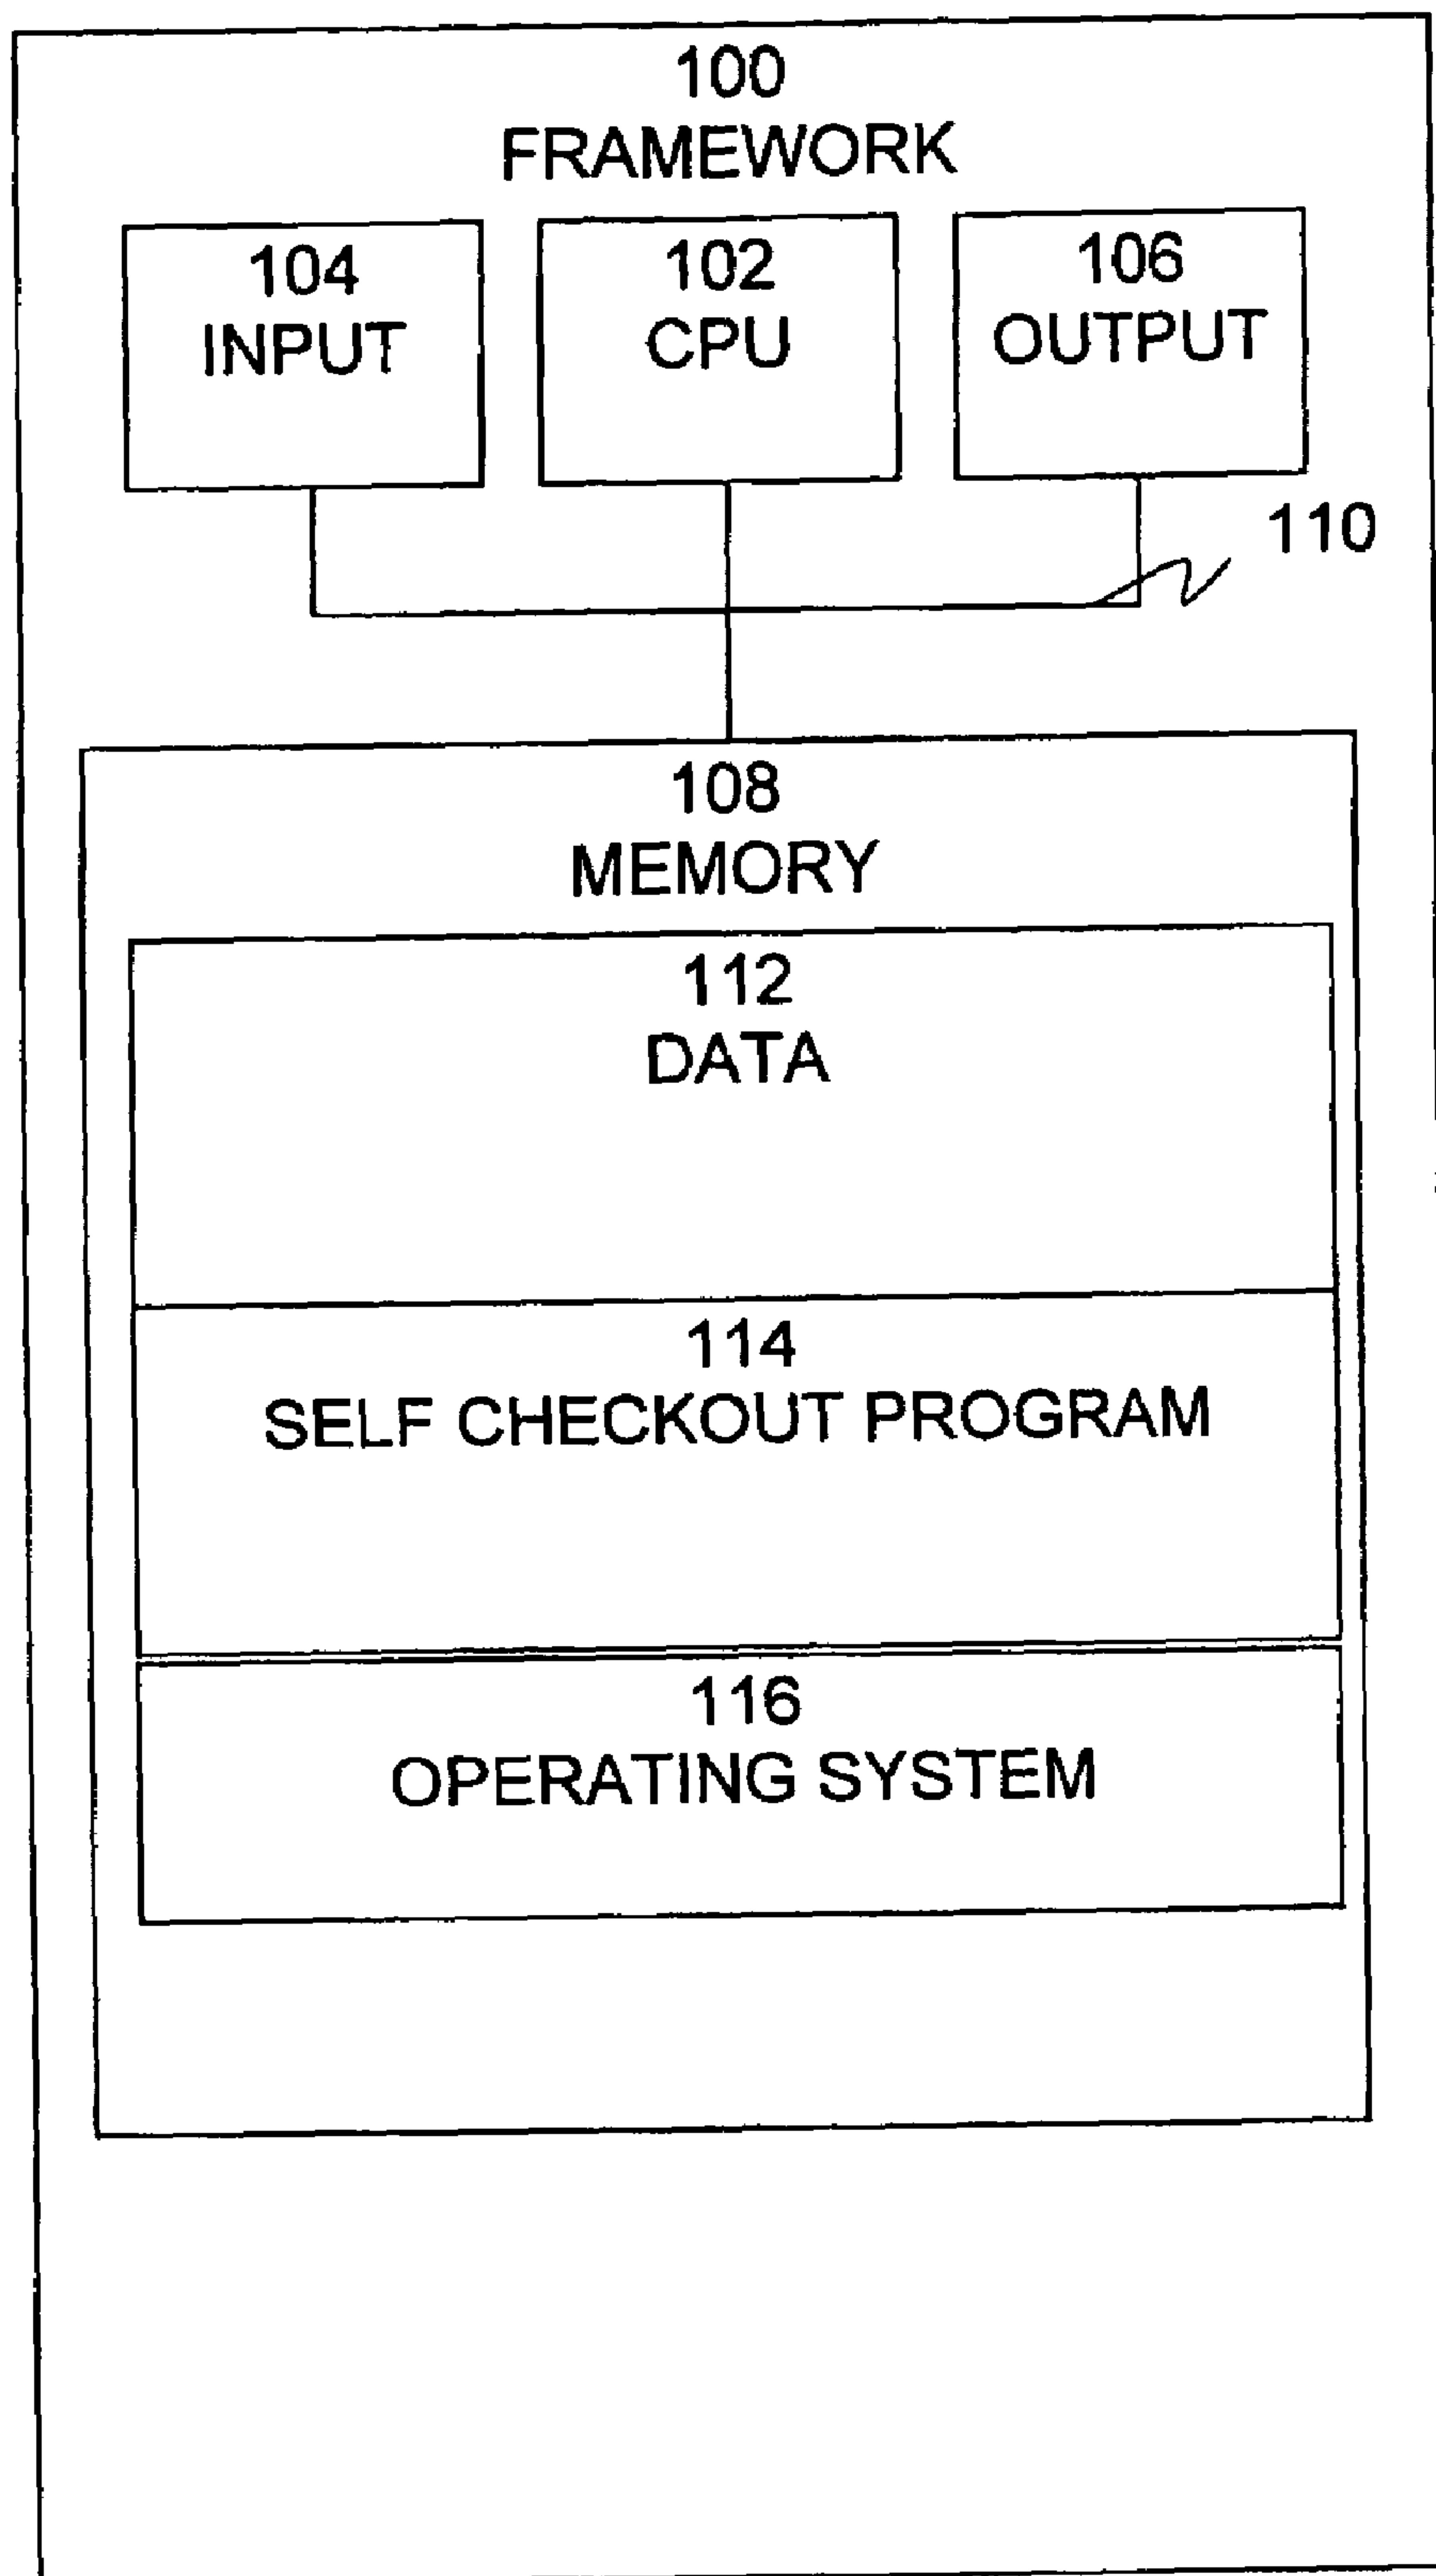 100
FRAMEWORK
104
INPUT
102
CPU
106
OUTPUT
110
108
MEMORY
112
DATA
114
SELF CHECKOUT PROGRAM
116
OPERATING SYSTEM